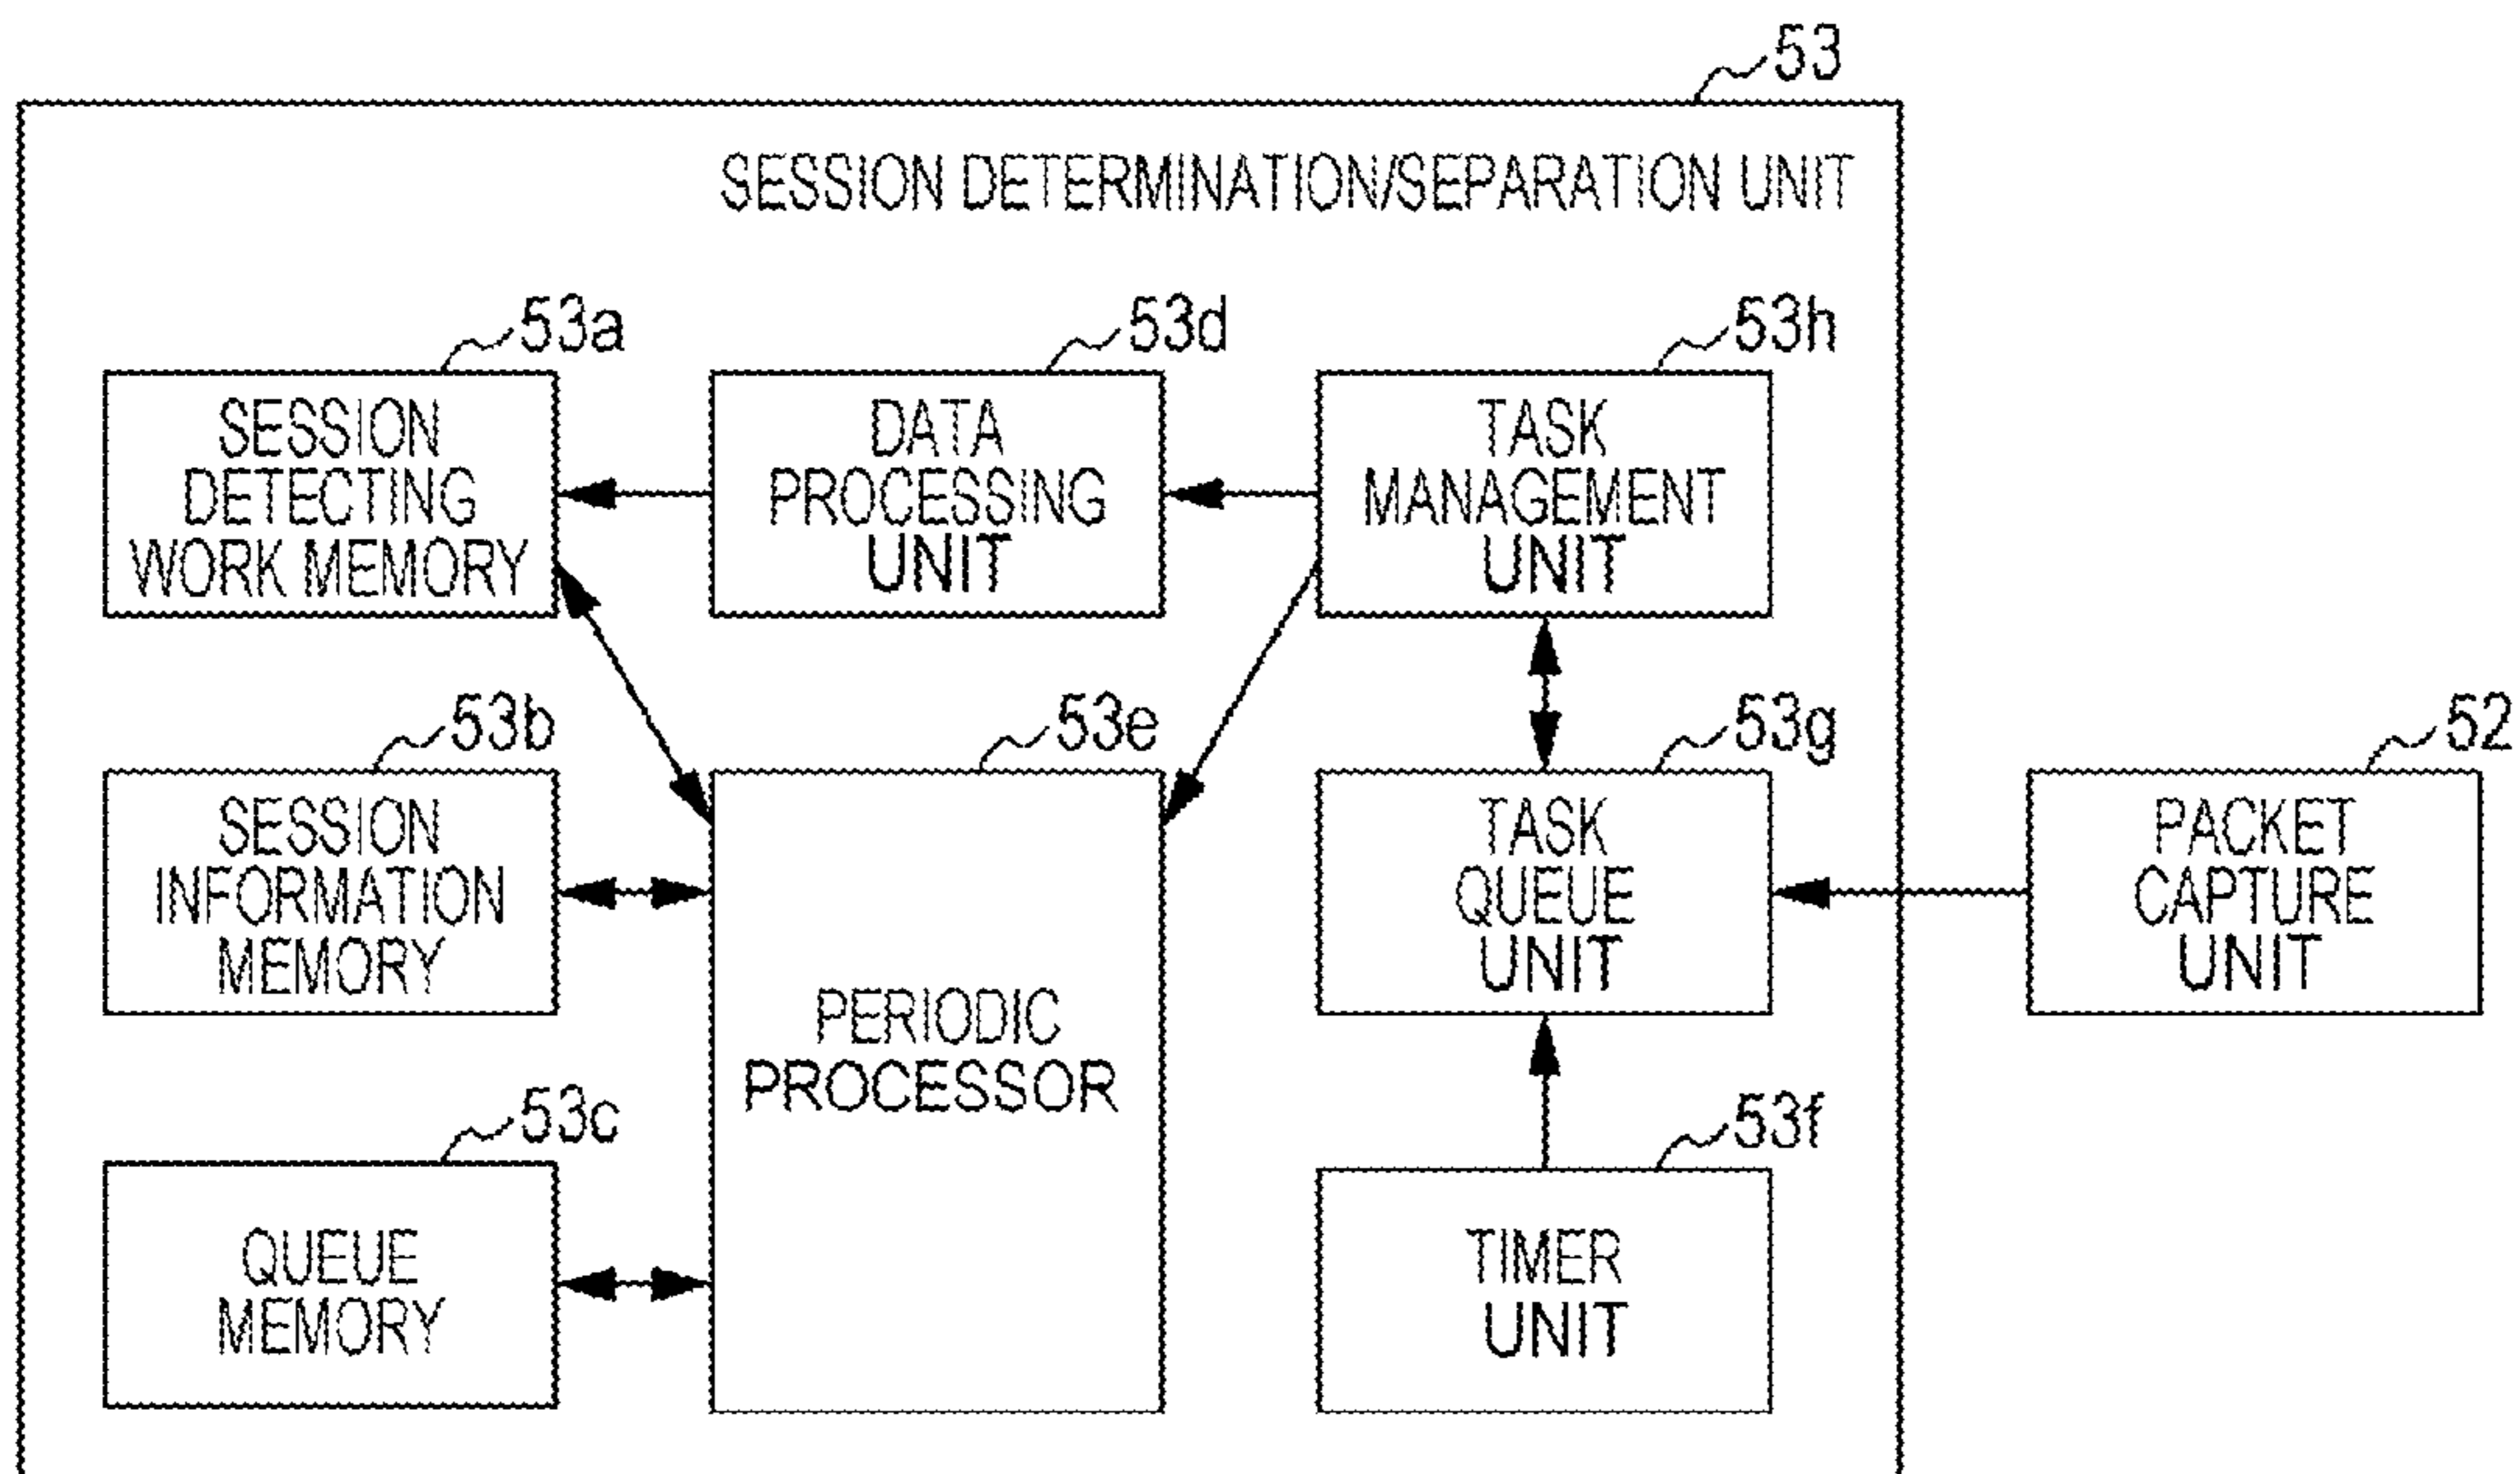 53
SESSION DETERMINATION/SEPARATION UNIT
53a
53d
53h
SESSION
DETECTING
WORK MEMORY
DATA
PROCESSING
UNIT
TASK
MANAGEMENT
UNIT
53b
53e
53g
52
SESSION
INFORMATION
MEMORY
PERIODIC
PROCESSOR
TASK
QUEUE
UNIT
PACKET
CAPTURE
UNIT
53c
53f
QUEUE
MEMORY
TIMER
UNIT